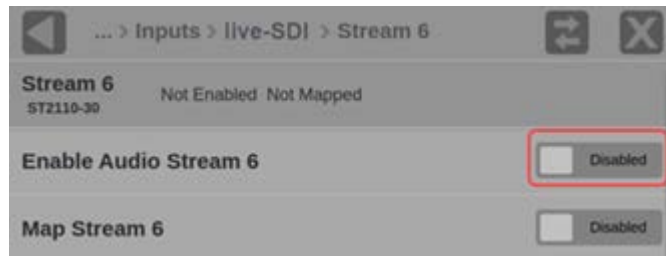 ... > Inputs > live-SDI > Stream 6
Stream 6
ST2110-30
Not Enabled Not Mapped
Enable Audio Stream 6
Disabled
Map Stream 6
Disabled